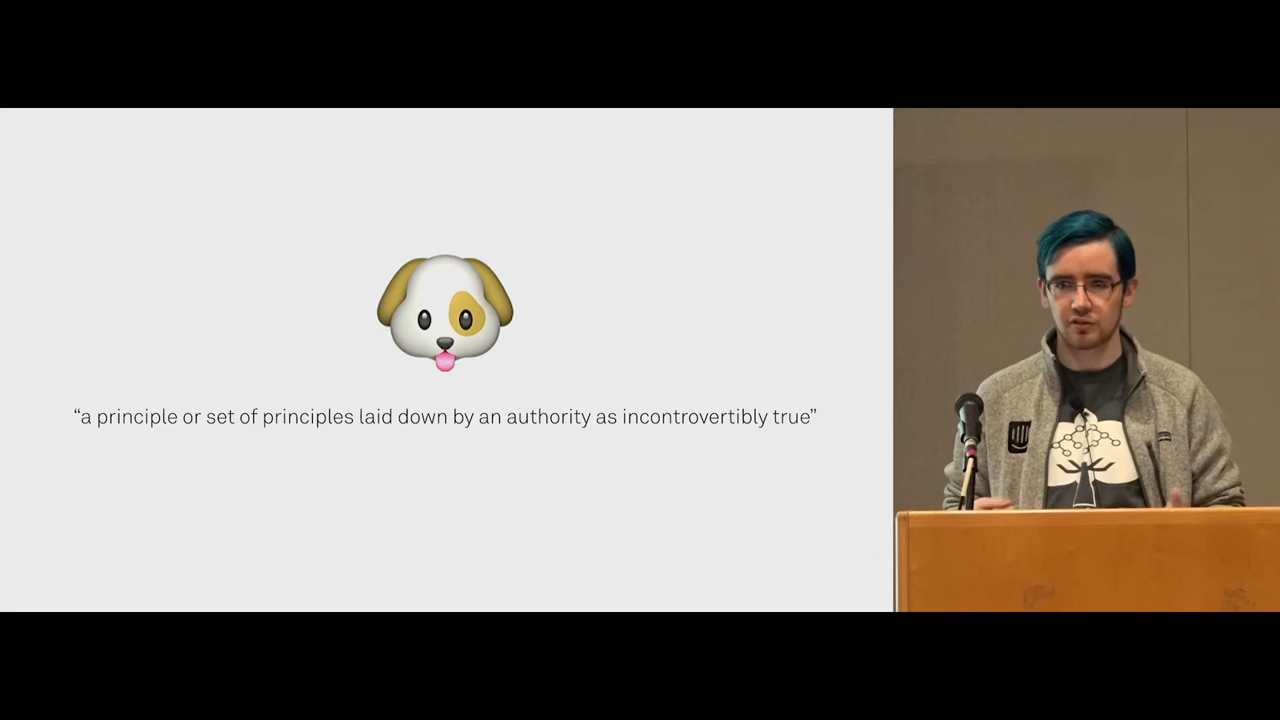 “a principle or set of principles laid down by an authority as incontrovertibly true”